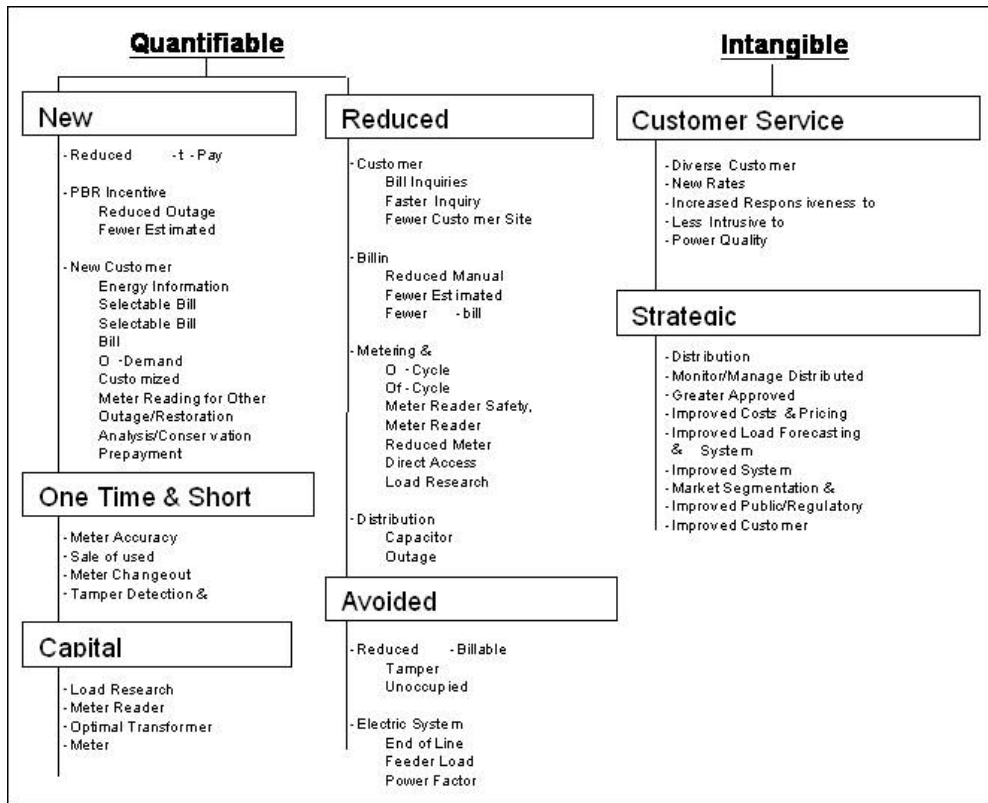 Quantifiable
New
- Reduced -t - Pay
- PBR Incentive
Reduced Outage
Fewer Estimated
- New Customer
Energy Information
Selectable Bill
Selectable Bill
Bill
O -Demand
Customized
Meter Reading for Other
Outage/Restoration
Analysis/Conservation
Prepayment
One Time & Short
- Meter Accuracy
- Sale of used
- Meter Changeout
- Tamper Detection &
Capital
- Load Research
- Meter Reader
- Optimal Transformer
- Meter
Reduced
- Customer
Bill Inquiries
Faster Inquiry
Fewer Customer Site
- Billin
Reduced Manual
Fewer Estimated
Fewer -bill
- Metering &
O -Cycle
Of-Cycle
Meter Reader Safety,
Meter Reader
Reduced Meter
Direct Access
Load Research
- Distribution
Capacitor
Outage
Avoided
- Reduced -Billable
Tamper
Unoccupied
- Electric System
End of Line
Feeder Load
Power Factor
Intangible
Customer Service
- Diverse Customer
- New Rates
- Increased Responsiveness to
- Less Intrusive to
- Power Quality
Strategic
- Distribution
- Monitor/Manage Distributed
- Greater Approved
- Improved Costs & Pricing
- Improved Load Forecasting
& System
- Improved System
- Market Segmentation &
- Improved Public/Regulatory
- Improved Customer